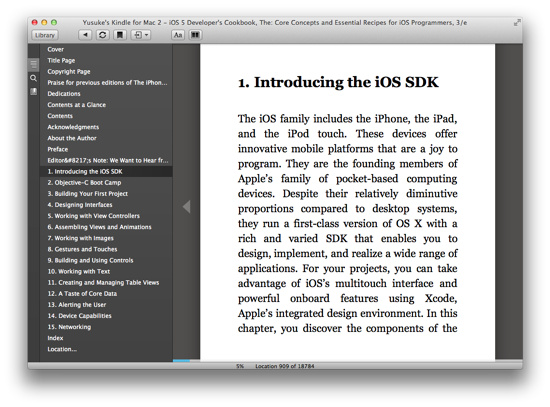 Yusuke's Kindle for Mac 2 – iOS 5 Developer's Cookbook, The: Core Concepts and Essential Recipes for iOS Programmers, 3/e
Library
Aa
Cover
Title Page
Copyright Page
Praise for previous editions of The iPhon...
Dedications
Contents at a Glance
Contents
Acknowledgments
About the Author
Preface
Editor&#8217;s Note: We Want to Hear fr...
1. Introducing the iOS SDK
2. Objective-C Boot Camp
3. Building Your First Project
4. Designing Interfaces
5. Working with View Controllers
6. Assembling Views and Animations
7. Working with Images
8. Gestures and Touches
9. Building and Using Controls
10. Working with Text
11. Creating and Managing Table Views
12. A Taste of Core Data
13. Alerting the User
14. Device Capabilities
15. Networking
Index
Location...
1. Introducing the iOS SDK
The iOS family includes the iPhone, the iPad,
and the iPod touch. These devices offer
innovative mobile platforms that are a joy to
program. They are the founding members of
Apple's family of pocket-based computing
devices. Despite their relatively diminutive
proportions compared to desktop systems,
they run a first-class version of OS X with a
rich and varied SDK that enables you to
design, implement, and realize a wide range of
applications. For your projects, you can take
advantage of iOS's multitouch interface and
powerful onboard features using Xcode,
Apple's integrated design environment. In this
chapter, you discover the components of the
5% Location 909 of 18784